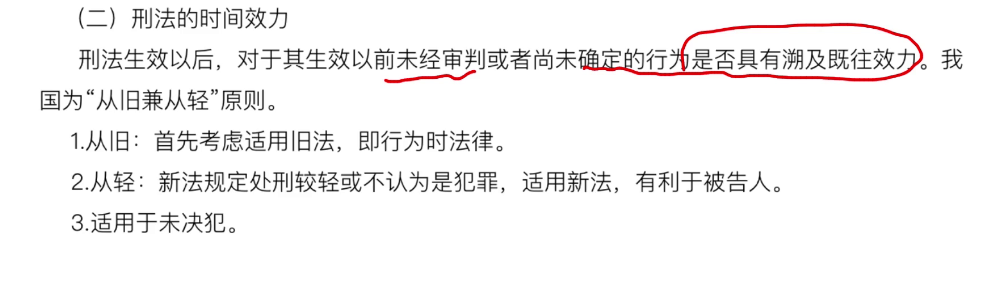 （二）刑法的时间效力
刑法生效以后，对于其生效以前未经审判或者尚未确定的行为是否具有溯及既往效力。我
国为“从旧兼从轻”原则。
1.从旧：首先考虑适用旧法，即行为时法律。
2.从轻：新法规定处刑较轻或不认为是犯罪，适用新法，有利于被告人。
3.适用于未决犯。